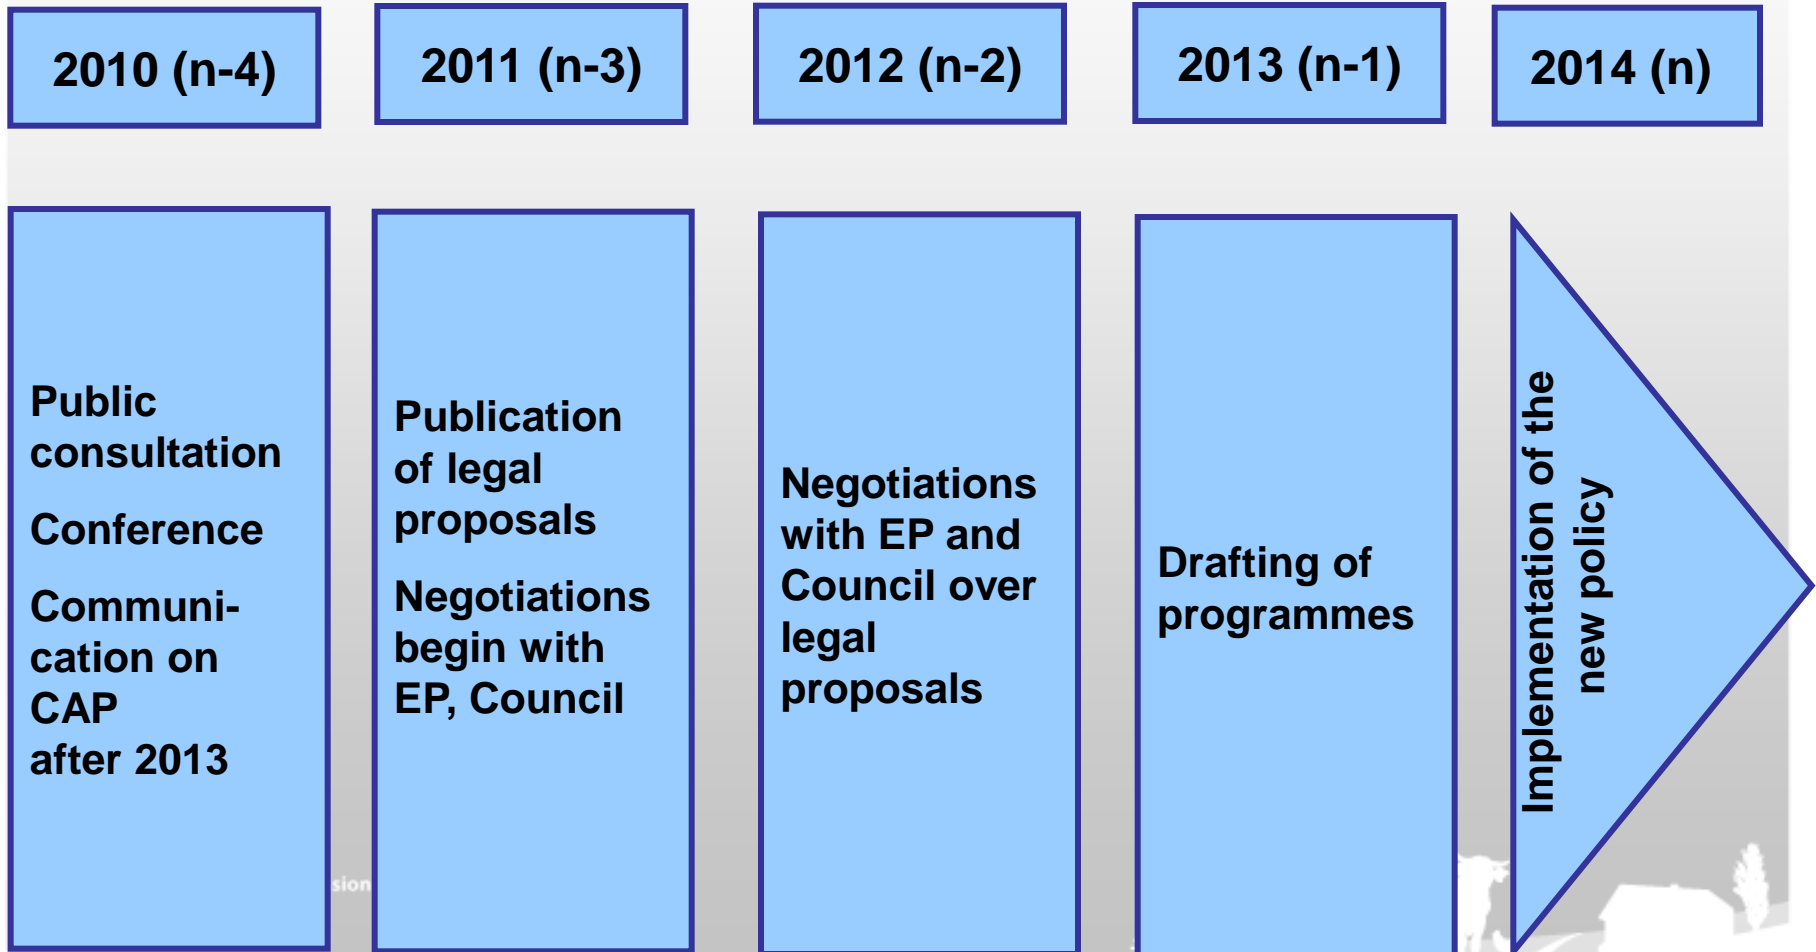 2010 (n-4)
2011 (n-3)
2012 (n-2)
2013 (n-1)
2014 (n)
Public
consultation
Conference
Communi-
cation on
CAP
after 2013
Publication
of legal
proposals
Negotiations
begin with
EP, Council
Negotiations
with EP and
Council over
legal
proposals
Drafting of
programmes
Implementation of the
new policy
sion